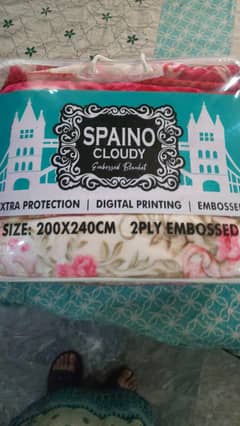 SPAINO
CLOUDY
Embossed Blanket
EXTRA PROTECTION | DIGITAL PRINTING | EMBOSSED
SIZE: 200X240CM 2PLY EMBOSSED